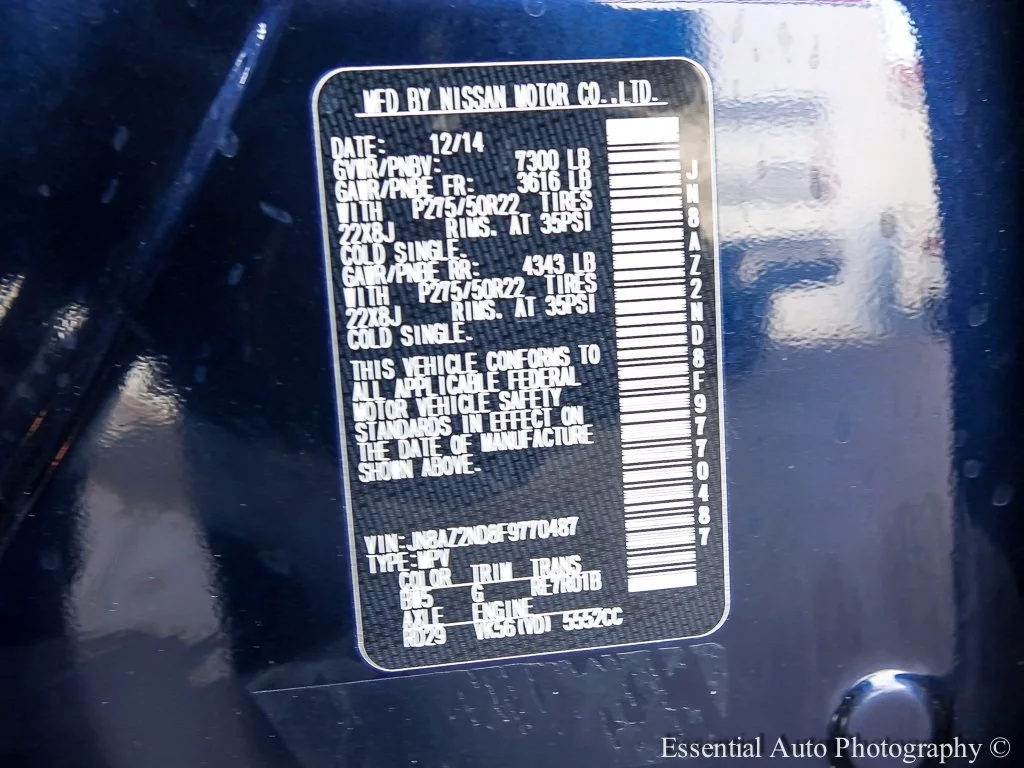 MFD BY NISSAN MOTOR CO.,LTD.
DATE: 12/14
GVWR/PNBV: 7300 LB
GAWR/PNBE FR: 3616 LB
WITH P275/50R22 TIRES
22X8J RIMS. AT 35PSI
COLD SINGLE.
GAWR/PNBE RR: 4343 LB
WITH P275/50R22 TIRES
22X8J RIMS. AT 35PSI
COLD SINGLE.
THIS VEHICLE CONFORMS TO
ALL APPLICABLE FEDERAL
MOTOR VEHICLE SAFETY
STANDARDS IN EFFECT ON
THE DATE OF MANUFACTURE
SHOWN ABOVE.
VIN:JN8AZ2ND8F9770487
TYPE:MPV
COLOR TRIM TRANS
BW5 G RE7R01B
AXLE ENGINE
RD29 VK56(VD) 5552CC
JN8AZ2ND8F9770487
Essential Auto Photography ©